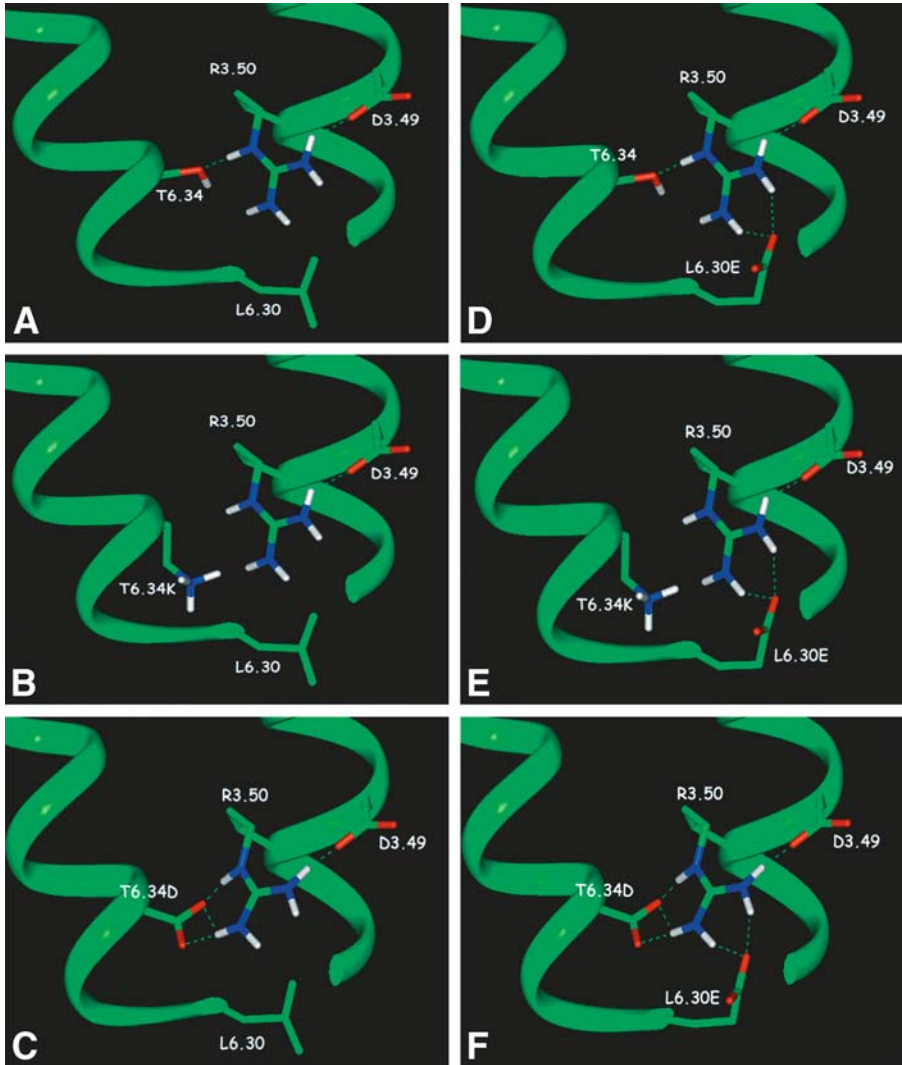 R3.50
D3.49
T6.34
L6.30
A
R3.50
D3.49
T6.34
L6.30E
D
R3.50
D3.49
T6.34K
L6.30
B
R3.50
D3.49
T6.34K
L6.30E
E
R3.50
D3.49
T6.34D
L6.30
C
R3.50
D3.49
T6.34D
L6.30E
F